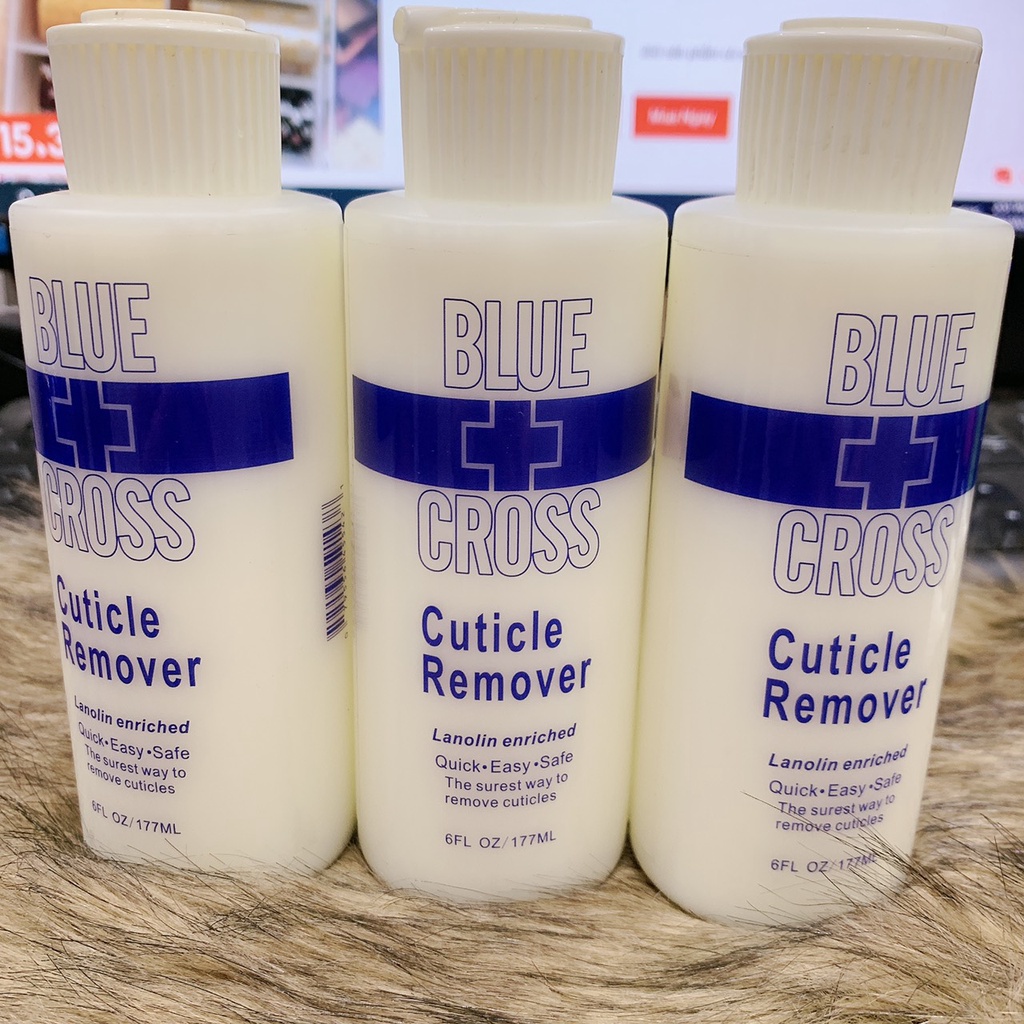 15.3
Mua Ngay
BLUE
CROSS
Cuticle
Remover
Lanolin enriched
Quick•Easy•Safe
The surest way to
remove cuticles
6FL OZ/177ML
BLUE
CROSS
Cuticle
Remover
Lanolin enriched
Quick•Easy•Safe
The surest way to
remove cuticles
6FL OZ/177ML
BLUE
CROSS
Cuticle
Remover
Lanolin enriched
Quick•Easy•Safe
The surest way to
remove cuticles
6FL OZ/177ML